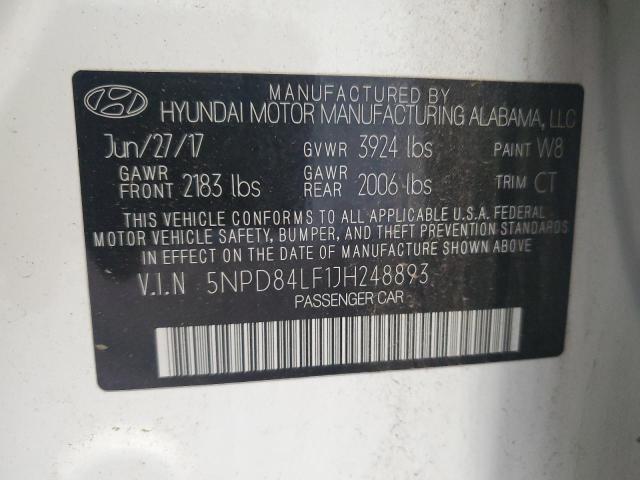 MANUFACTURED BY
HYUNDAI MOTOR MANUFACTURING ALABAMA, LLC
Jun/27/17 GVWR 3924 lbs PAINT W8
GAWR FRONT 2183 lbs GAWR REAR 2006 lbs TRIM CT
THIS VEHICLE CONFORMS TO ALL APPLICABLE U.S.A. FEDERAL
MOTOR VEHICLE SAFETY, BUMPER, AND THEFT PREVENTION STANDARDS
IN EFFECT ON THE DATE OF MANUFACTURE SHOWN ABOVE.
V.I.N 5NPD84LF1JH248893
PASSENGER CAR